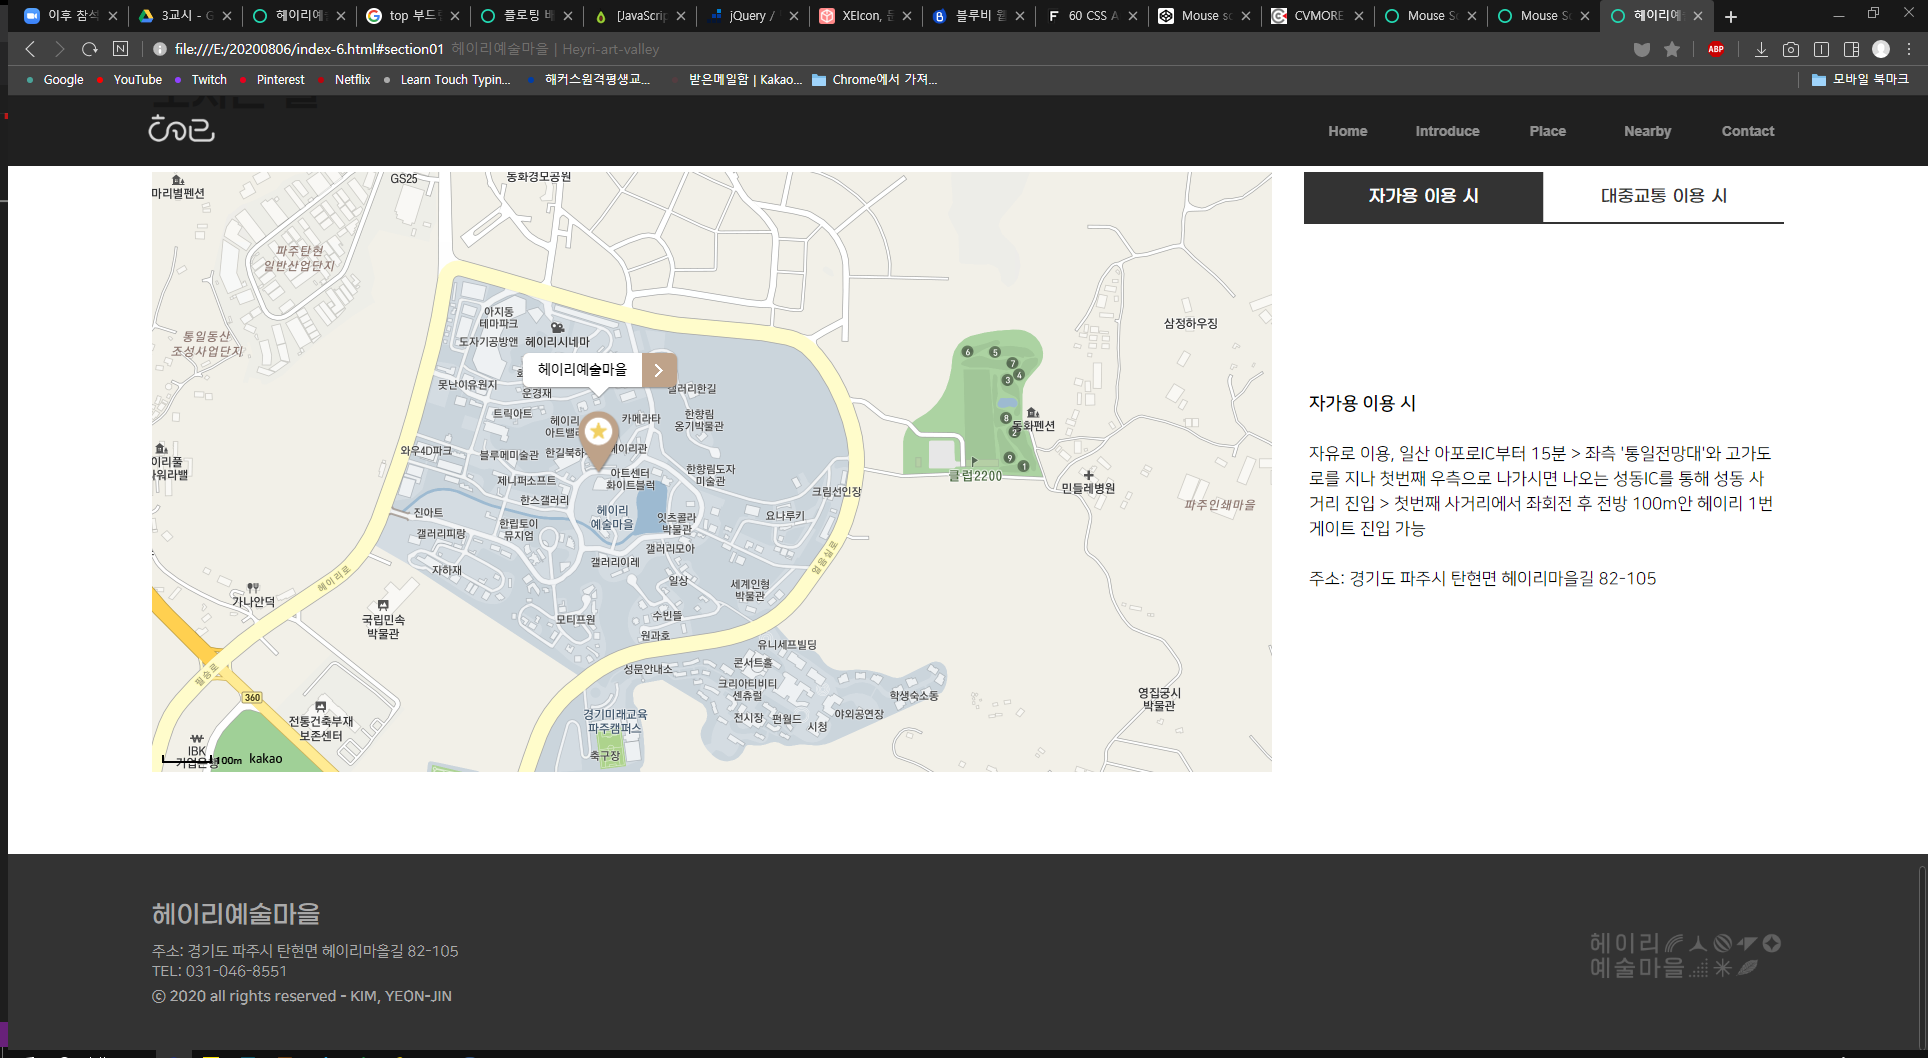 이후 참석
3교시 - G
헤이리예
top 부드
플로팅 배
[JavaScrip
jQuery /
XEIcon,
블루비 웹
60 CSS A
Mouse sc
CVMORE
Mouse Sc
Mouse Sc
헤이리예
file:///E:/20200806/index-6.html#section01 헤이리예술마을 | Heyri-art-valley
ABP
Google
YouTube
Twitch
Pinterest
Netflix
Learn Touch Typin...
해커스원격평생교...
받은메일함 | Kakao...
Chrome에서 가져...
모바일 북마크
오시는 길
헤이리
Home
Introduce
Place
Nearby
Contact
자가용 이용 시
대중교통 이용 시
마리별펜션
GS25
동화경모공원
파주탄현
일반산업단지
통일동산
조성사업단지
아지동
테마파크
도자기공방앤
헤이리시네마
삼정하우징
헤이리예술마을
못난이유원지
운경재
갤러리한길
트릭아트
카메라타
한향림
옹기박물관
동화펜션
와우4D파크
블루메미술관
한길북하
아트센터
화이트블럭
한향림도자
미술관
제니퍼소프트
한스갤러리
크림선인장
클럽2200
민들레병원
파주인쇄마을
진아트
헤이리
예술마을
갤러리피랑
한립토이
뮤지엄
잇츠콜라
박물관
요나루키
갤러리모아
갤러리이레
자하재
일상
세계인형
박물관
얼음실로
헤이리로
가나안덕
국립민속
박물관
모티프원
수빈뜰
원과호
유니세프빌딩
성문안내소
콘서트홀
크리아티비티
센츄럴
학생숙소동
영집궁시
박물관
필승로
360
전통건축부재
보존센터
경기미래교육
파주캠퍼스
전시장
편월드
시청
야외공연장
축구장
IBK
기업은행
100m
kakao
자가용 이용 시
자유로 이용, 일산 아포로IC부터 15분 > 좌측 '통일전망대'와 고가도
로를 지나 첫번째 우측으로 나가시면 나오는 성동IC를 통해 성동 사
거리 진입 > 첫번째 사거리에서 좌회전 후 전방 100m안 헤이리 1번
게이트 진입 가능
주소: 경기도 파주시 탄현면 헤이리마을길 82-105
헤이리예술마을
주소: 경기도 파주시 탄현면 헤이리마을길 82-105
TEL: 031-046-8551
ⓒ 2020 all rights reserved - KIM, YEON-JIN
헤이리
예술마을